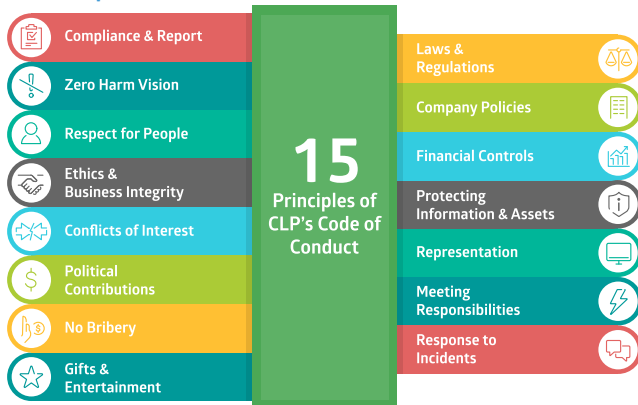 Compliance & Report
Zero Harm Vision
Respect for People
Ethics &
Business Integrity
Conflicts of Interest
Political
Contributions
No Bribery
Gifts &
Entertainment
15
Principles of
CLP's Code of
Conduct
Laws &
Regulations
Company Policies
Financial Controls
Protecting
Information & Assets
Representation
Meeting
Responsibilities
Response to
Incidents